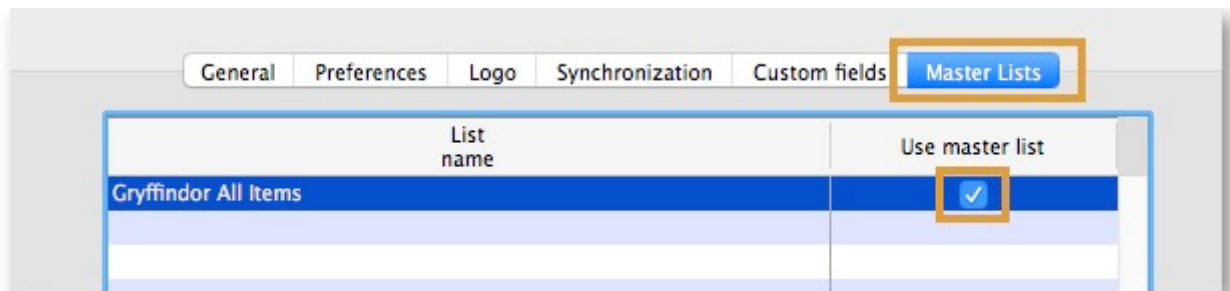 General Preferences Logo Synchronization Custom fields Master Lists
List name Use master list
Gryffindor All Items